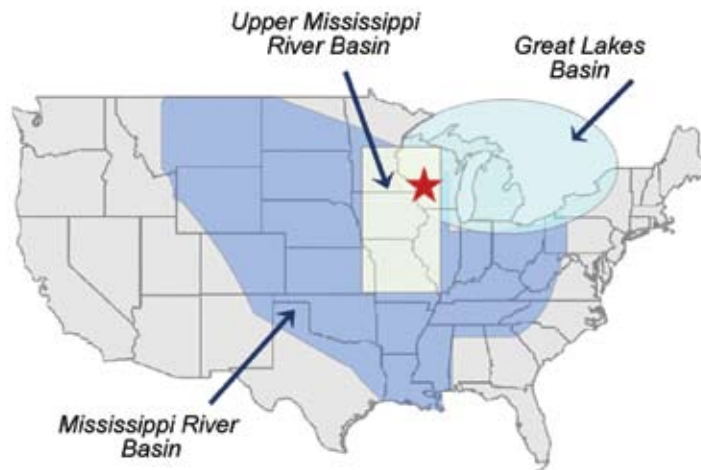 Upper Mississippi
River Basin
Great Lakes
Basin
Mississippi River
Basin